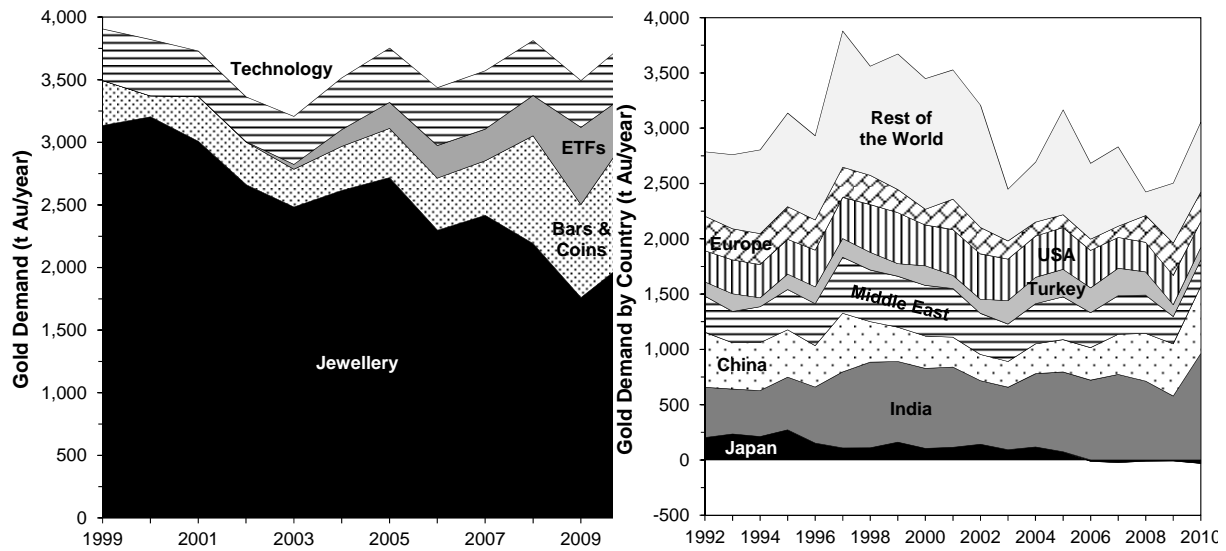 4,000
3,500
3,000
2,500
2,000
1,500
1,000
500
0
Gold Demand (t Au/year)
Technology
ETFs
Bars &
Coins
Jewellery
1999
2001
2003
2005
2007
2009
4,000
3,500
3,000
2,500
2,000
1,500
1,000
500
0
-500
Gold Demand by Country (t Au/year)
Rest of
the World
Europe
USA
Turkey
Middle East
China
India
Japan
1992
1994
1996
1998
2000
2002
2004
2006
2008
2010